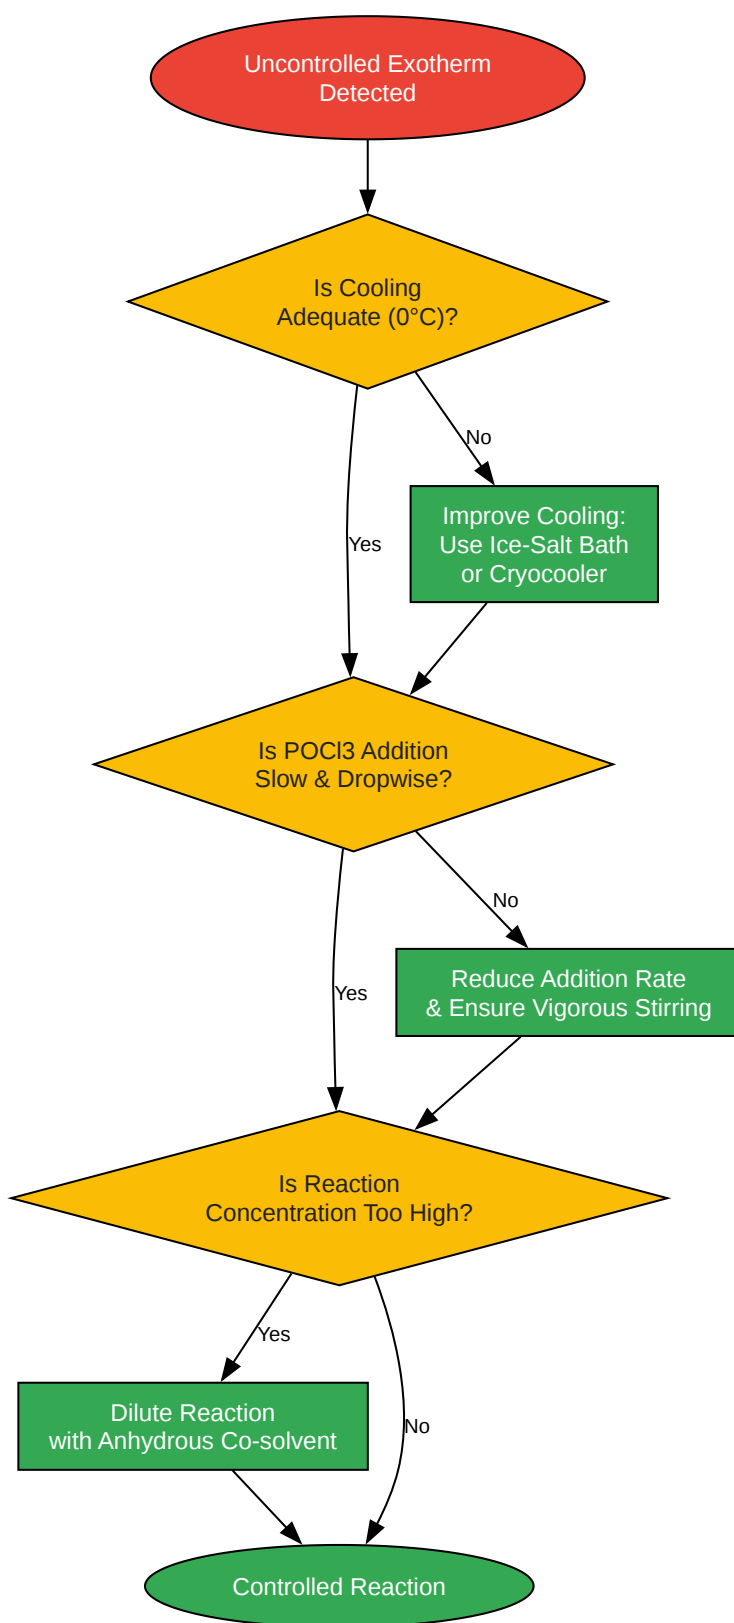 Uncontrolled Exotherm
Detected
Is Cooling
Adequate (0°C)?
No
Improve Cooling:
Use Ice-Salt Bath
or Cryocooler
Yes
Is POCl3 Addition
Slow & Dropwise?
No
Reduce Addition Rate
& Ensure Vigorous Stirring
Yes
Is Reaction
Concentration Too High?
Yes
Dilute Reaction
with Anhydrous Co-solvent
No
Controlled Reaction